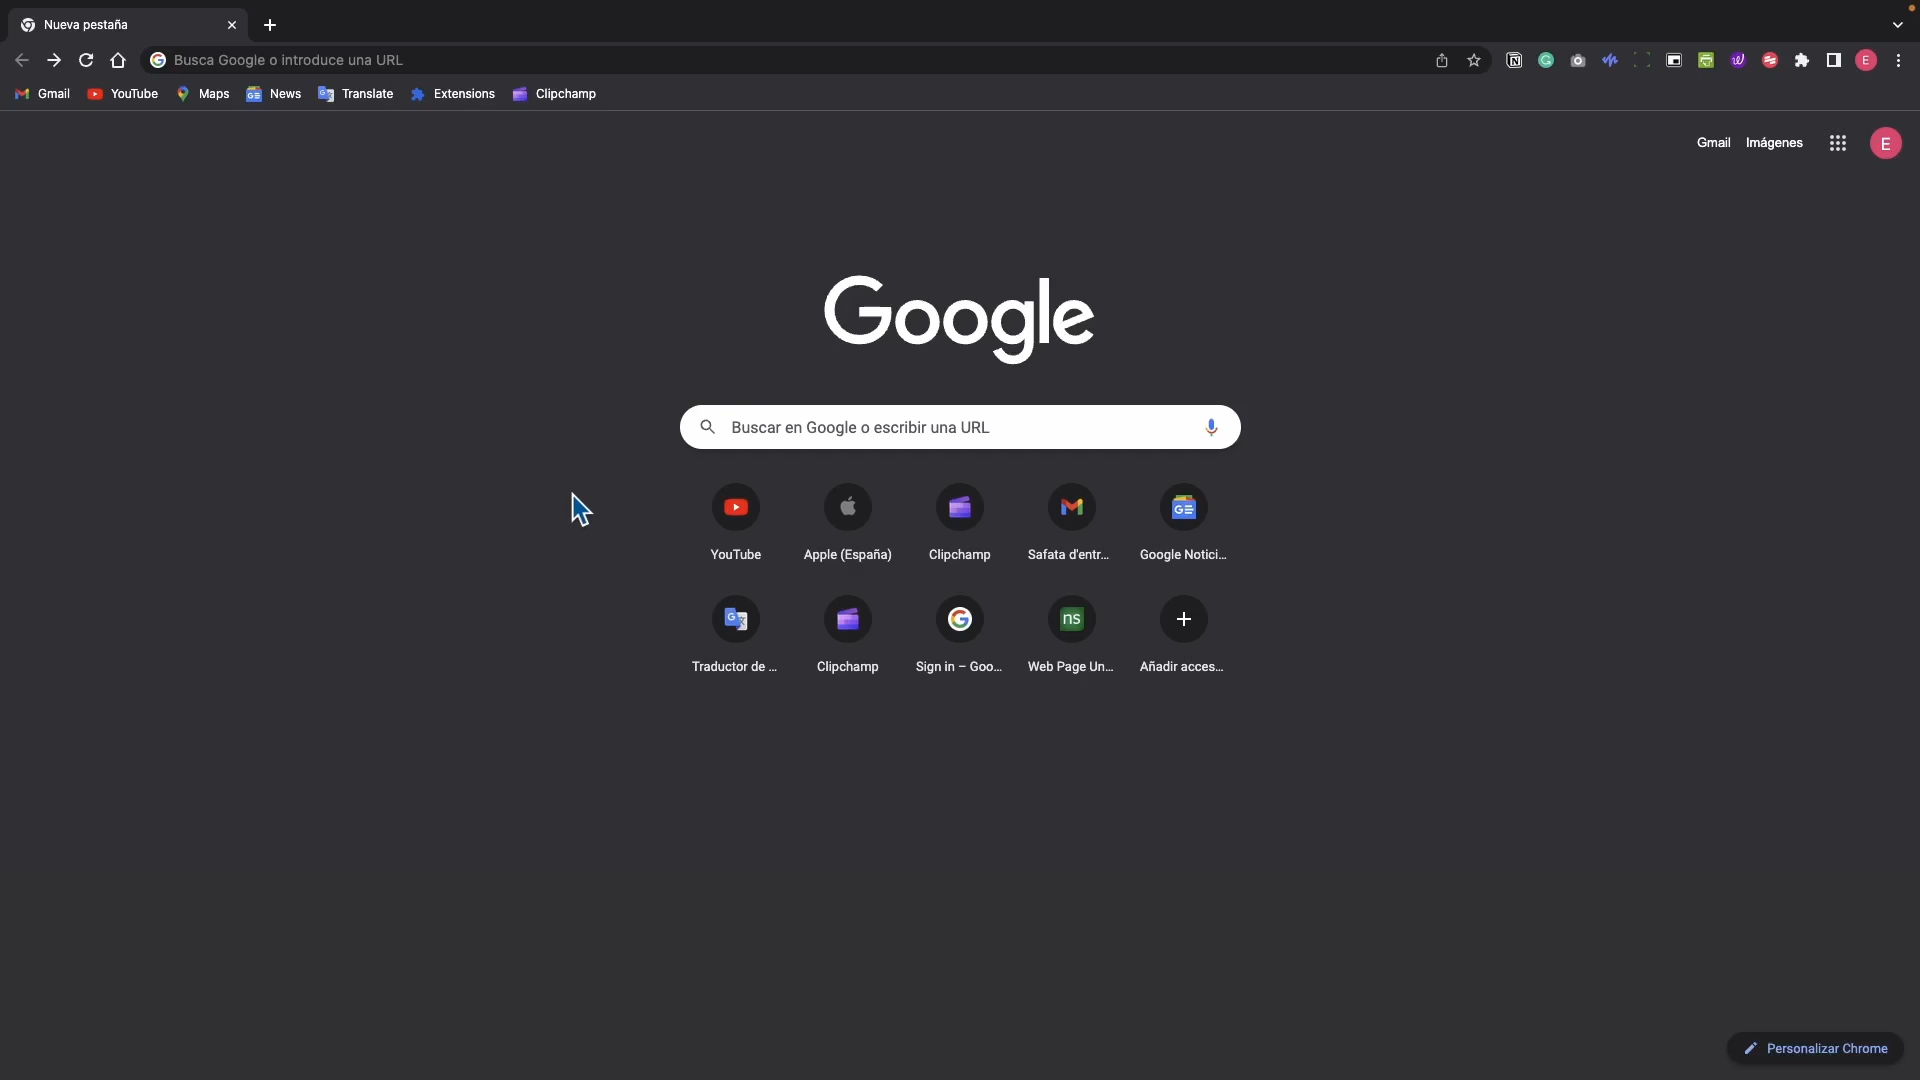 Nueva pestaña
Busca Google o introduce una URL
E
Gmail
YouTube
Maps
News
Translate
Extensions
Clipchamp
Gmail
Imágenes
E
Google
Buscar en Google o escribir una URL
YouTube
Apple (España)
Clipchamp
Safata d'entr...
Google Notici...
ns
Traductor de ...
Clipchamp
Sign in – Goo...
Web Page Un...
Añadir acces...
Personalizar Chrome